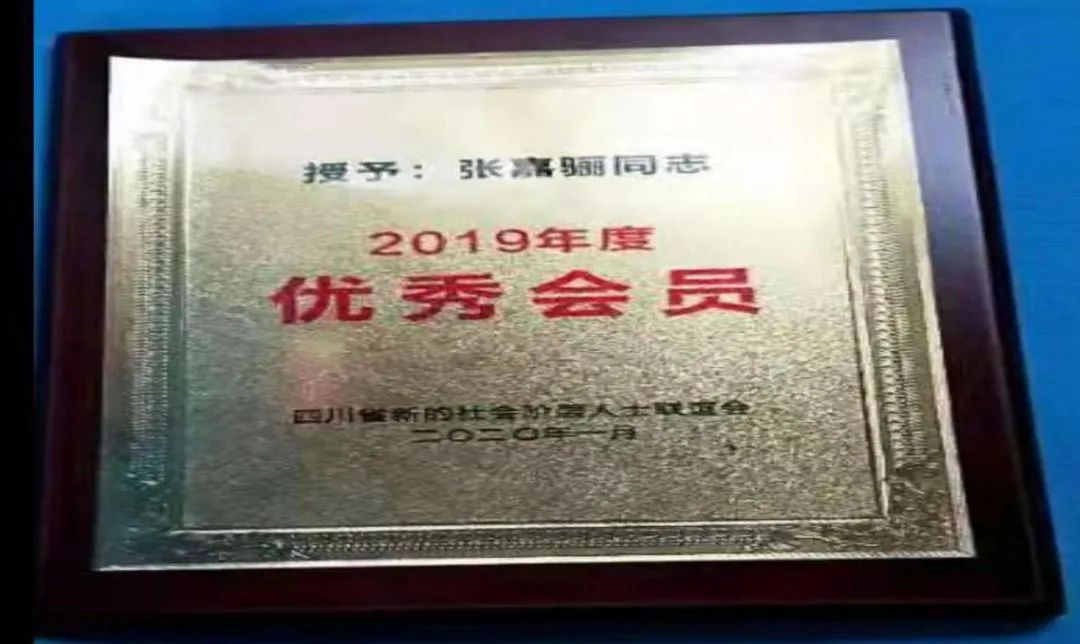 授予：张嘉骊同志
2019年度
优秀会员
四川省新的社会阶层人士联谊会
二〇二〇年一月